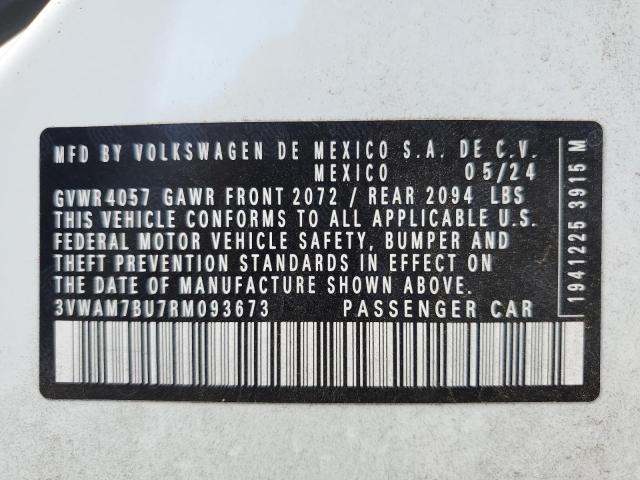 MFD BY VOLKSWAGEN DE MEXICO S.A. DE C.V.
MEXICO 05/24
GVWR 4057 GAWR FRONT 2072 / REAR 2094 LBS
THIS VEHICLE CONFORMS TO ALL APPLICABLE U.S.
FEDERAL MOTOR VEHICLE SAFETY, BUMPER AND
THEFT PREVENTION STANDARDS IN EFFECT ON
THE DATE OF MANUFACTURE SHOWN ABOVE.
3VWAM7BU7RM093673 PASSENGER CAR
1941225 3915 M